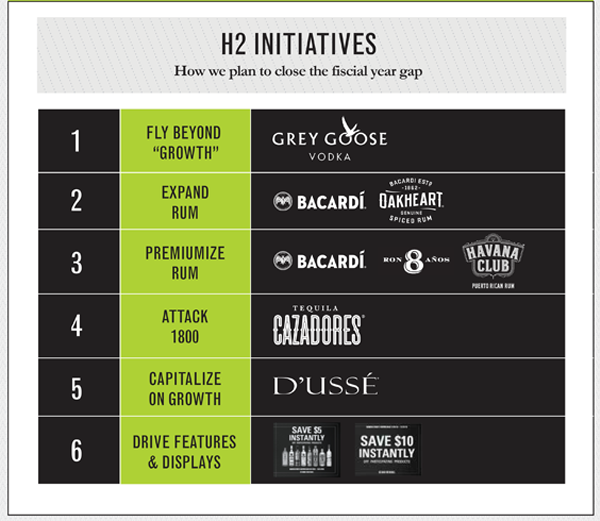 H2 INITIATIVES
How we plan to close the fiscial year gap
1
FLY BEYOND
“GROWTH”
GREY GOOSE
VODKA
2
EXPAND
RUM
BACARDÍ.
BACARDI ESTD
1862
OAKHEART
GENUINE
SPICED RUM
3
PREMIUMIZE
RUM
BACARDÍ.
RON 8 AÑOS
HAVANA
CLUB
PUERTO RICAN RUM
4
ATTACK
1800
TEQUILA
CAZADORES®
5
CAPITALIZE
ON GROWTH
D'USSÉ
6
DRIVE FEATURES
& DISPLAYS
SAVE $5
INSTANTLY
SAVE $10
INSTANTLY